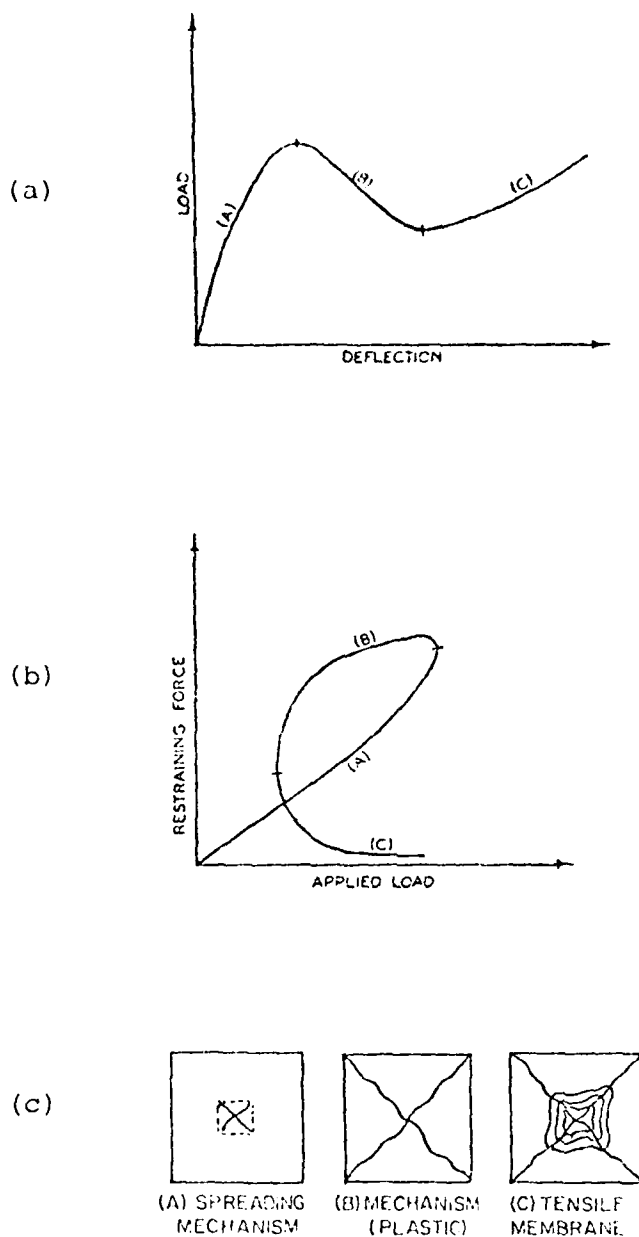 (a)
LOAD
(A)
(B)
(C)
DEFLECTION
(b)
RESTRAINING FORCE
(B)
(A)
(C)
APPLIED LOAD
(c)
(A) SPREADING
MECHANISM
(B) MECHANISM
(PLASTIC)
(C) TENSILE
MEMBRANE